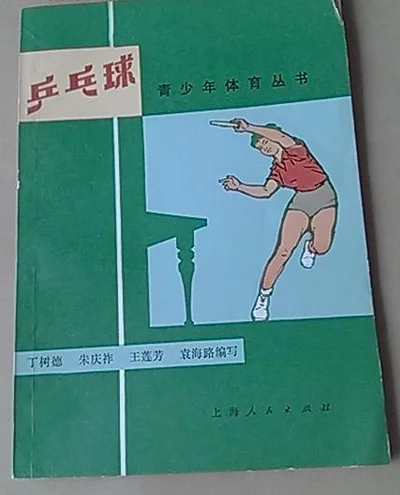 乒乓球
青少年体育丛书
丁树德 朱庆祚 王莲芳 袁海路编写
上海人民出版社